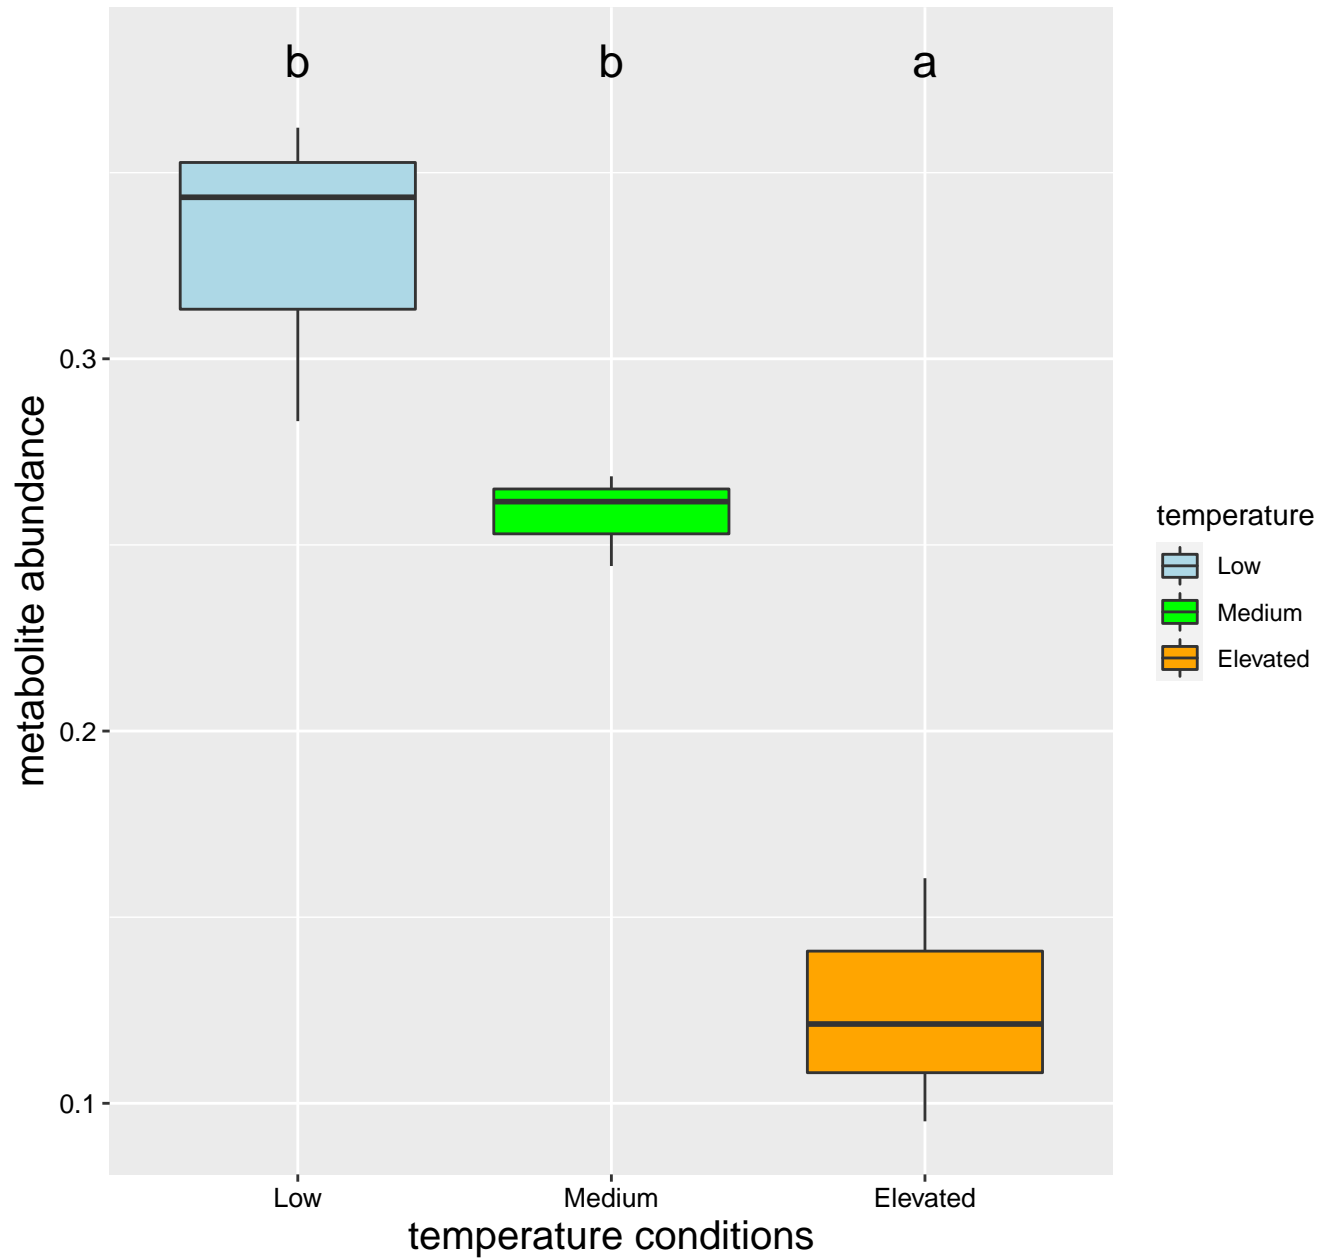 b b a
metabolite abundance
0.3
0.2
0.1
Low Medium Elevated
temperature conditions
temperature
Low
Medium
Elevated